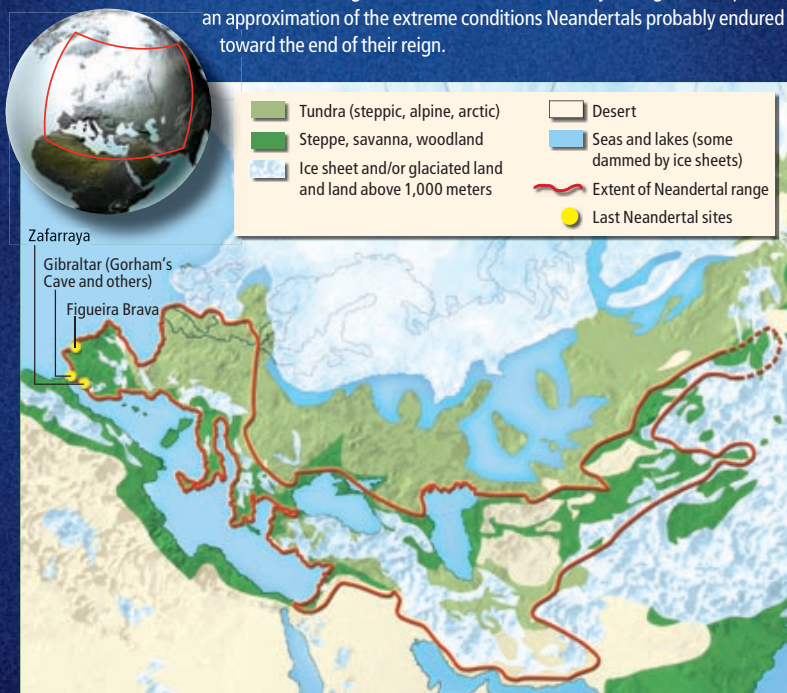 an approximation of the extreme conditions Neandertals probably endured
toward the end of their reign.
Tundra (steppic, alpine, arctic)
Steppe, savanna, woodland
Ice sheet and/or glaciated land
and land above 1,000 meters
Desert
Seas and lakes (some
dammed by ice sheets)
Extent of Neandertal range
Last Neandertal sites
Zafarraya
Gibraltar (Gorham's
Cave and others)
Figueira Brava